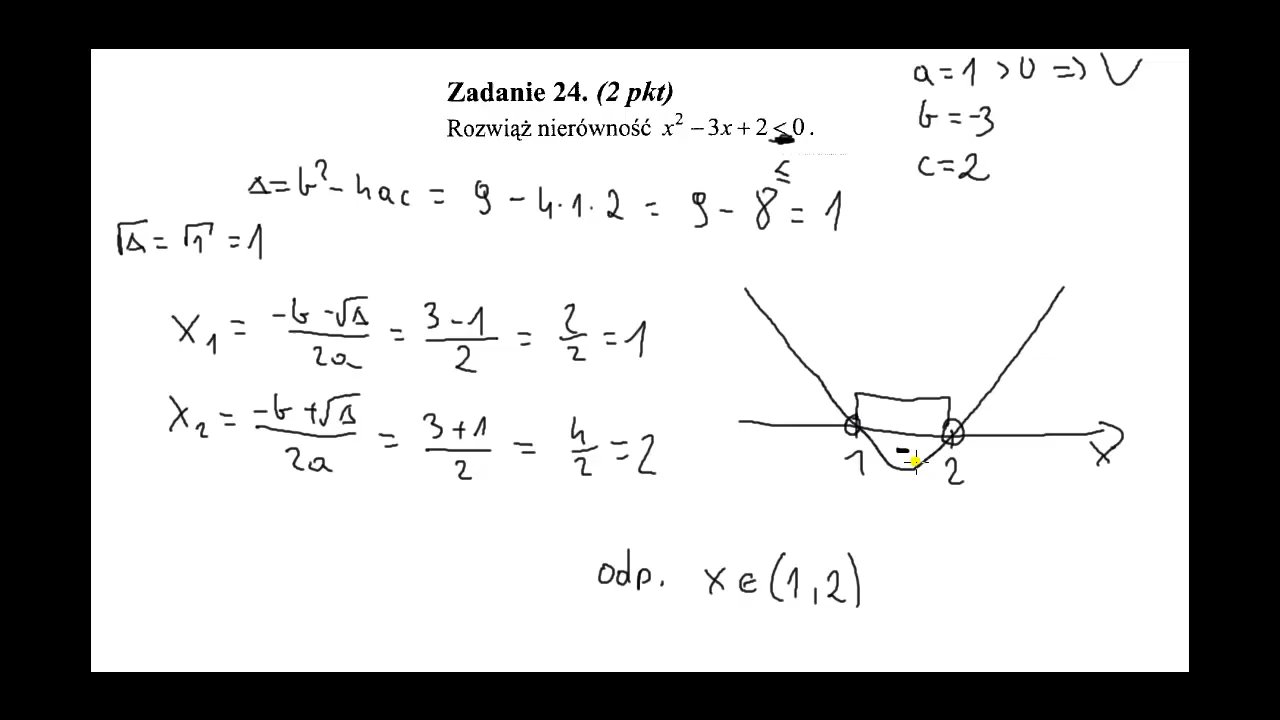 Zadanie 24. (2 pkt)
Rozwiąż nierówność x² − 3x + 2 < 0.
a = 1 > 0 ⇒ ∪
b = -3
c = 2
≤
Δ = b² - 4ac = 9 - 4·1·2 = 9 - 8 = 1
√Δ = √1 = 1
x₁ = (-b - √Δ)/2a = (3 - 1)/2 = 2/2 = 1
x₂ = (-b + √Δ)/2a = (3 + 1)/2 = 4/2 = 2
-
1 2 x
odp. x ∈ (1, 2)